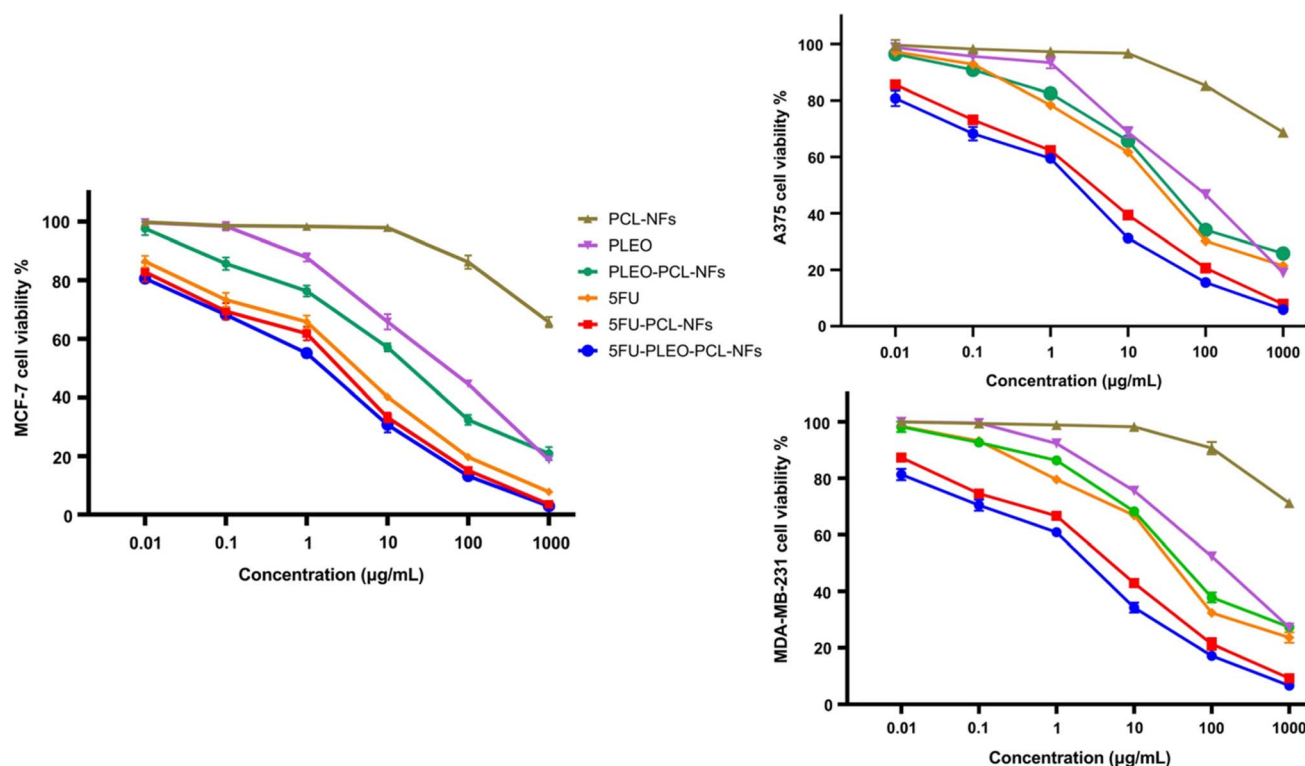 MCF-7 cell viability %
100
80
60
40
20
0
0.01 0.1 1 10 100 1000
Concentration (μg/mL)
PCL-NFs
PLEO
PLEO-PCL-NFs
5FU
5FU-PCL-NFs
5FU-PLEO-PCL-NFs
A375 cell viability %
100
80
60
40
20
0
0.01 0.1 1 10 100 1000
Concentration (μg/mL)
MDA-MB-231 cell viability %
100
80
60
40
20
0
0.01 0.1 1 10 100 1000
Concentration (μg/mL)